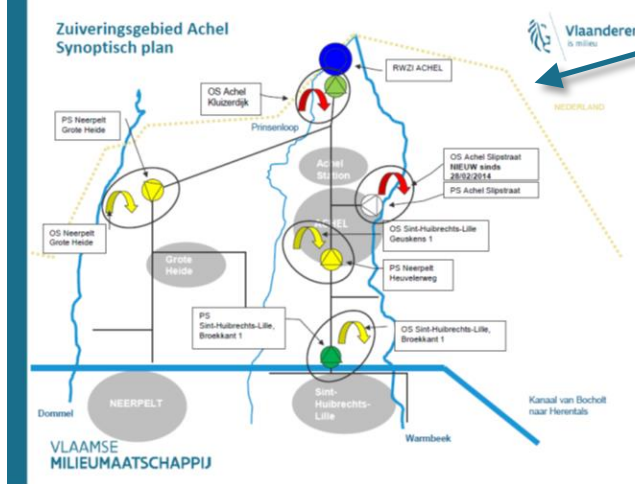 Zuiveringsgebied Achel
Synoptisch plan
Vlaanderen
is milieu
RWZI ACHEL
OS Achel
Kluizerdijk
NEDERLAND
PS Neerpelt
Grote Heide
Prinsenloop
Achel
Station
OS Achel Slipstraat
NIEUW sinds
28/02/2014
PS Achel Slipstraat
ACHEL
OS Sint-Huibrechts-Lille
Geuskens 1
OS Neerpelt
Grote Heide
Grote
Heide
PS Neerpelt
Heuvelerweg
PS
Sint-Huibrechts-Lille,
Broekkant 1
OS Sint-Huibrechts-Lille,
Broekkant 1
NEERPELT
Sint-
Huibrechts-
Lille
Kanaal van Bocholt
naar Herentals
Dommel
Warmbeek
VLAAMSE
MILIEUMAATSCHAPPIJ